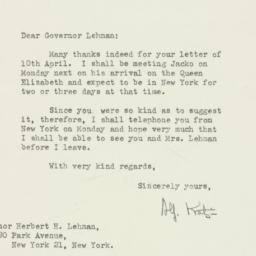 Dear Governor Lehman:
Many thanks indeed for your letter of
10th April. I shall be meeting Jacko on
Monday next on his arrival on the Queen
Elizabeth and expect to be in New York for
two or three days at that time.
Since you were so kind as to suggest
it, therefore, I shall telephone you from
New York on Monday and hope very much that
I shall be able to see you and Mrs. Lehman
before I leave.
With very kind regards,
Sincerely yours,
nor Herbert H. Lehman,
Park Avenue,
New York 21, New York.